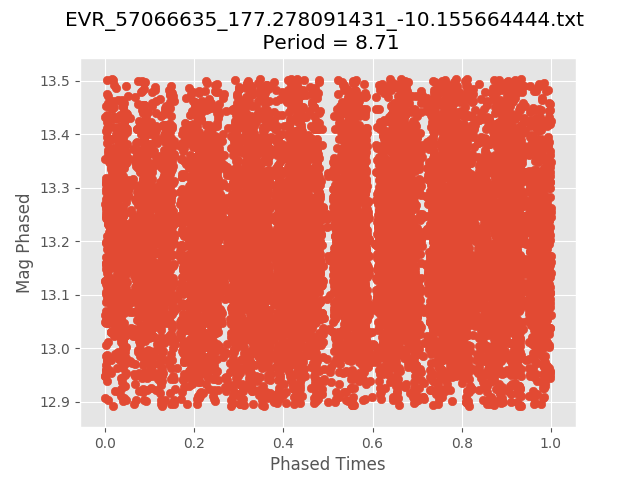 EVR_57066635_177.278091431_-10.155664444.txt
Period = 8.71
Mag Phased
13.5
13.4
13.3
13.2
13.1
13.0
12.9
0.0 0.2 0.4 0.6 0.8 1.0
Phased Times